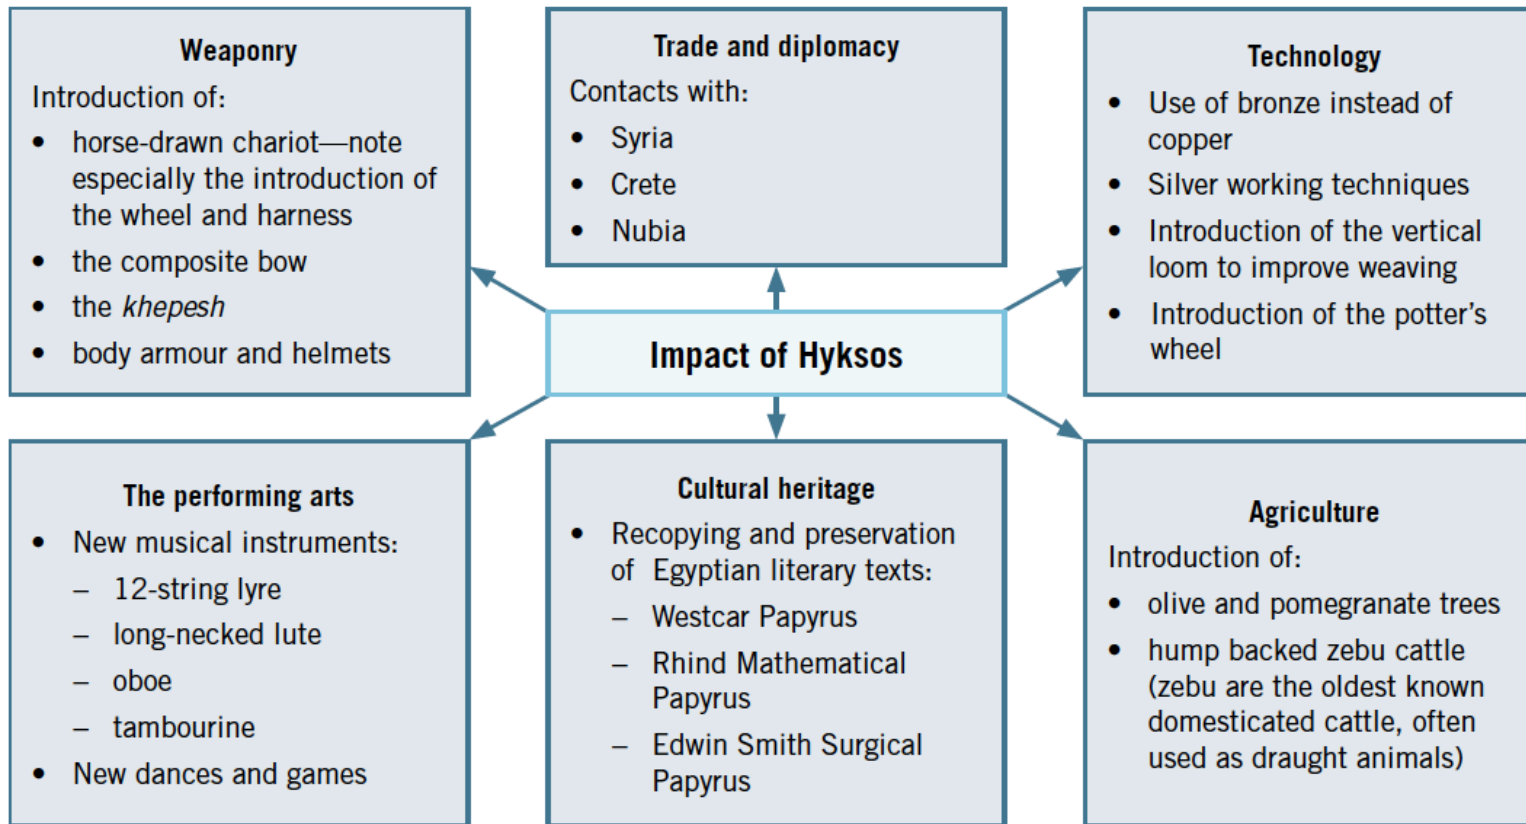 Weaponry
Introduction of:
• horse-drawn chariot—note
especially the introduction of
the wheel and harness
• the composite bow
• the khepesh
• body armour and helmets
Trade and diplomacy
Contacts with:
• Syria
• Crete
• Nubia
Technology
• Use of bronze instead of
copper
• Silver working techniques
• Introduction of the vertical
loom to improve weaving
• Introduction of the potter's
wheel
Impact of Hyksos
The performing arts
• New musical instruments:
– 12-string lyre
– long-necked lute
– oboe
– tambourine
• New dances and games
Cultural heritage
• Recopying and preservation
of Egyptian literary texts:
– Westcar Papyrus
– Rhind Mathematical
Papyrus
– Edwin Smith Surgical
Papyrus
Agriculture
Introduction of:
• olive and pomegranate trees
• hump backed zebu cattle
(zebu are the oldest known
domesticated cattle, often
used as draught animals)